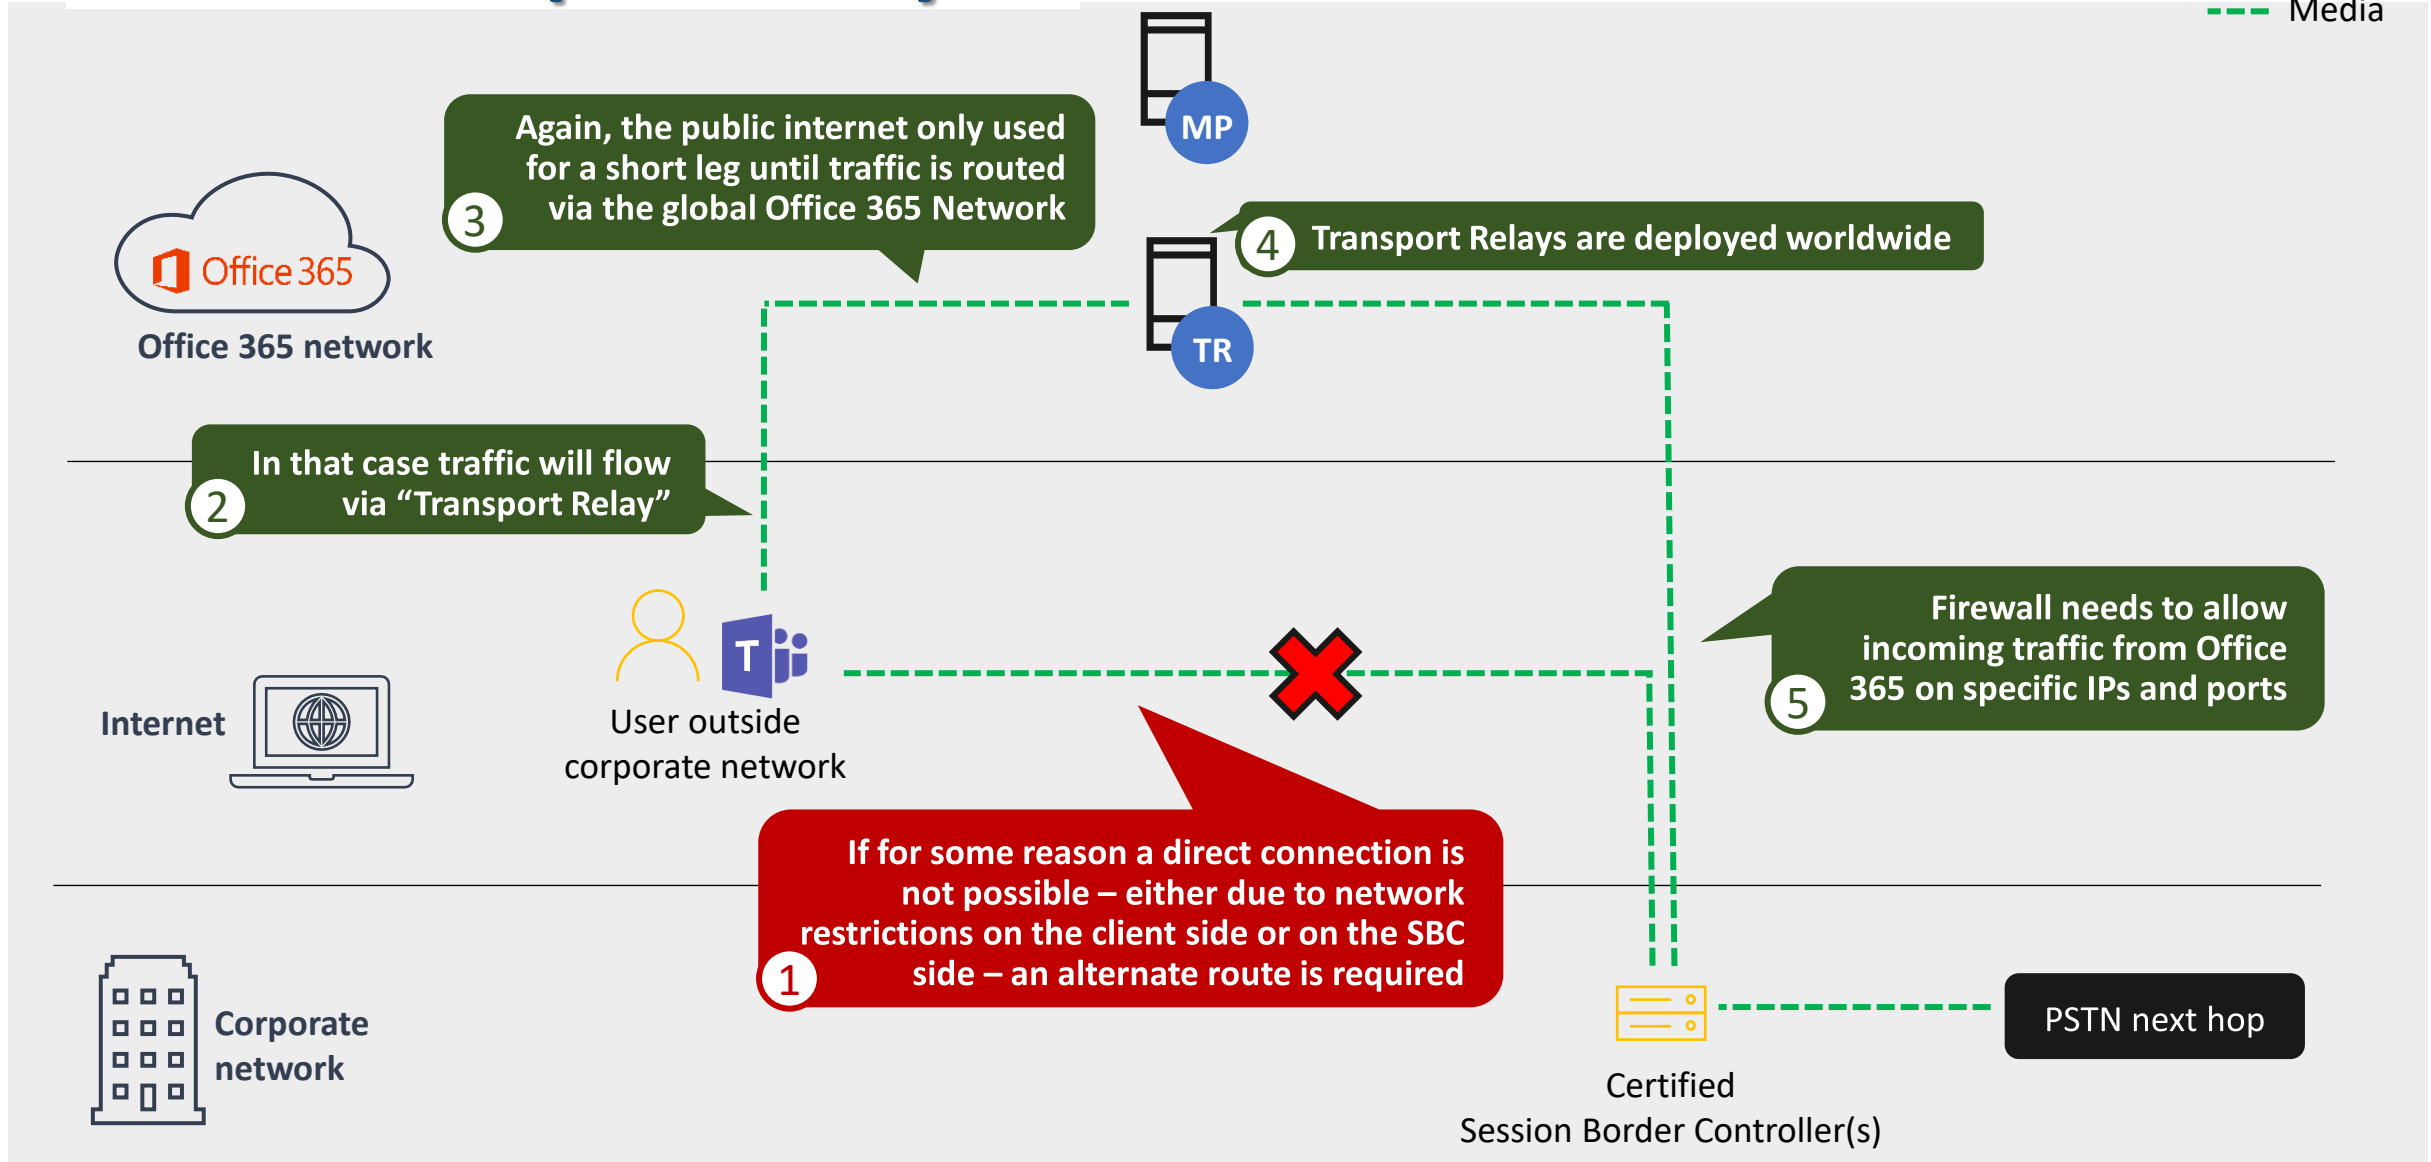 Media
MP
Again, the public internet only used
for a short leg until traffic is routed
via the global Office 365 Network
3
4
Transport Relays are deployed worldwide
Office 365
Office 365 network
TR
In that case traffic will flow
via “Transport Relay”
2
Firewall needs to allow
incoming traffic from Office
365 on specific IPs and ports
5
T
User outside
corporate network
Internet
If for some reason a direct connection is
not possible – either due to network
restrictions on the client side or on the SBC
side – an alternate route is required
1
Corporate
network
PSTN next hop
Certified
Session Border Controller(s)